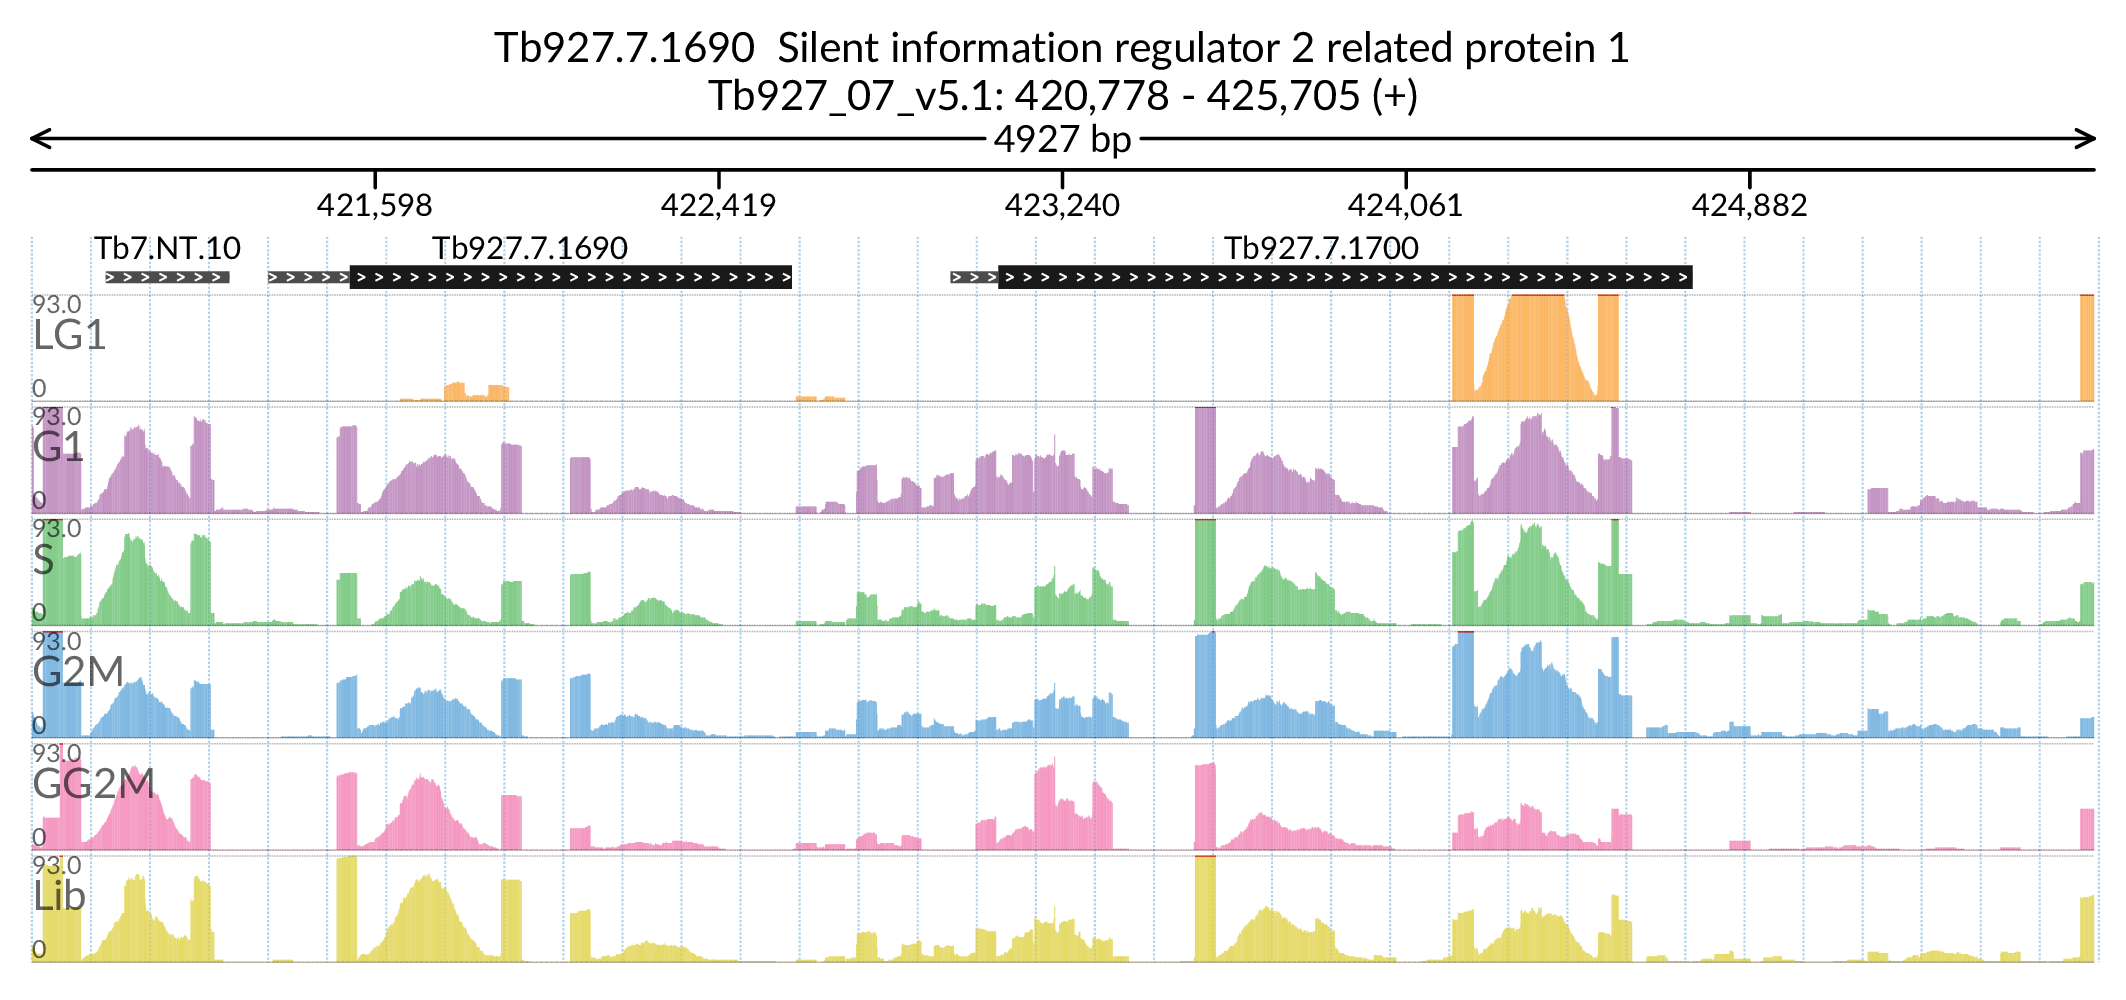 Tb927.7.1690 Silent information regulator 2 related protein 1
Tb927_07_v5.1: 420,778 - 425,705 (+)
4927 bp
421,598 422,419 423,240 424,061 424,882
Tb7.NT.10 Tb927.7.1690 Tb927.7.1700
93.0
LG1
0
93.0
G1
0
93.0
S
0
93.0
G2M
0
93.0
GG2M
0
93.0
Lib
0